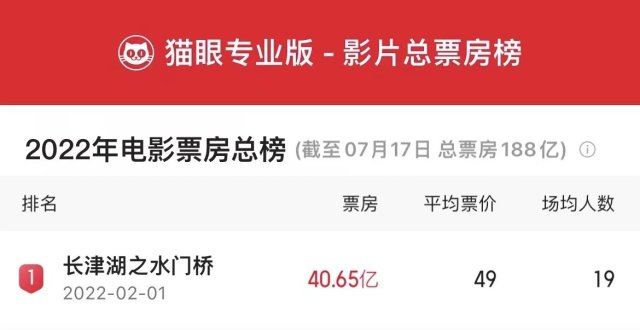 猫眼专业版 - 影片总票房榜
2022年电影票房总榜 (截至07月17日 总票房188亿)
排名 票房 平均票价 场均人数
1 长津湖之水门桥 40.65亿 49 19
2022-02-01